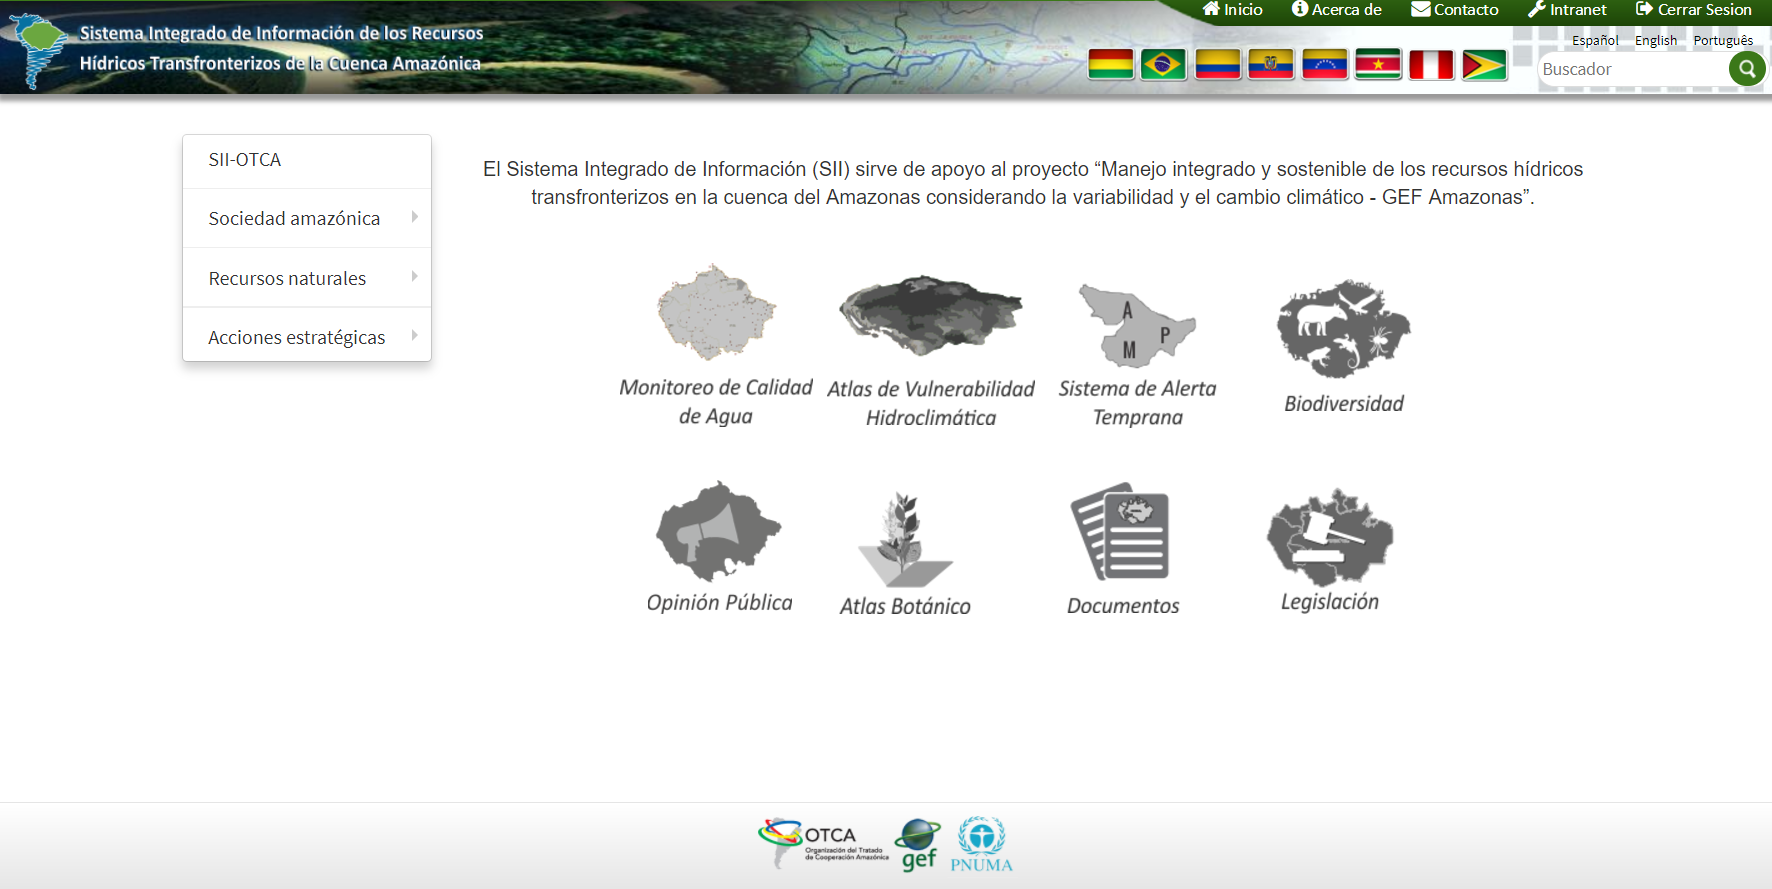 Inicio
Acerca de
Contacto
Intranet
Cerrar Sesion
Sistema Integrado de Información de los Recursos
Hídricos Transfronterizos de la Cuenca Amazónica
Español
English
Português
Buscador
SII-OTCA
Sociedad amazónica
Recursos naturales
Acciones estratégicas
El Sistema Integrado de Información (SII) sirve de apoyo al proyecto “Manejo integrado y sostenible de los recursos hídricos
transfronterizos en la cuenca del Amazonas considerando la variabilidad y el cambio climático - GEF Amazonas”.
A
P
M
Monitoreo de Calidad
de Agua
Atlas de Vulnerabilidad
Hidroclimática
Sistema de Alerta
Temprana
Biodiversidad
Opinión Pública
Atlas Botánico
Documentos
Legislación
OTCA
Organización del Tratado
de Cooperación Amazónica
gef
PNUMA